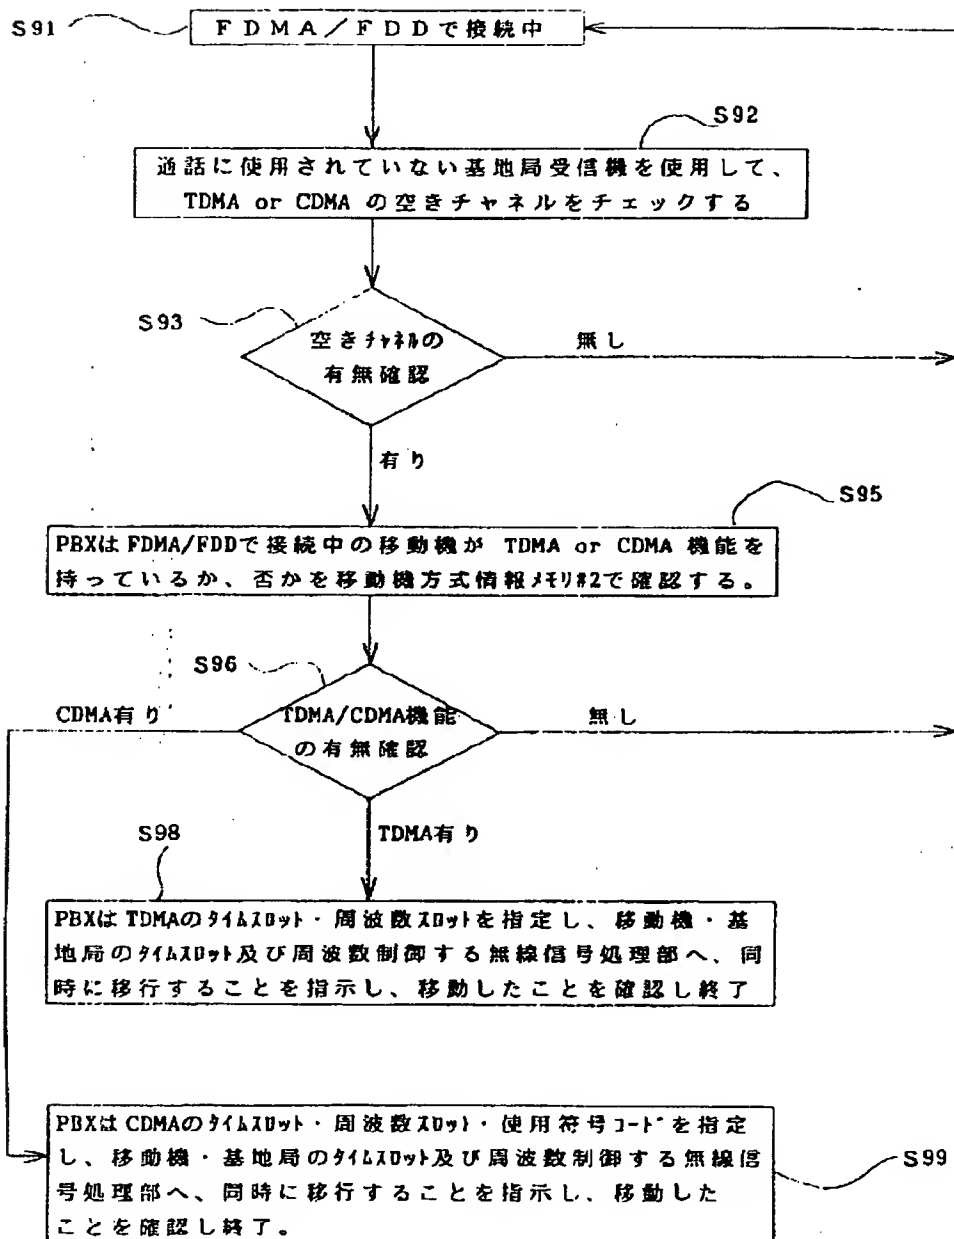 S91
FDMA/FDDで接続中
S92
通話に使用されていない基地局受信機を使用して、
TDMA or CDMA の空きチャネルをチェックする
S93
空きチャネルの
有無確認
無し
有り
S95
PBXは FDMA/FDDで接続中の移動機が TDMA or CDMA 機能を
持っているか、否かを移動機方式情報メモリ#2で確認する。
S96
CDMA有り
TDMA/CDMA機能
の有無確認
無し
TDMA有り
S98
PBXは TDMAのタイムスロット・周波数スロットを指定し、移動機・基
地局のタイムスロット及び周波数制御する無線信号処理部へ、同
時に移行することを指示し、移動したことを確認し終了
PBXは CDMAのタイムスロット・周波数スロット・使用符号コードを指定
し、移動機・基地局のタイムスロット及び周波数制御する無線信
号処理部へ、同時に移行することを指示し、移動した
ことを確認し終了。
S99